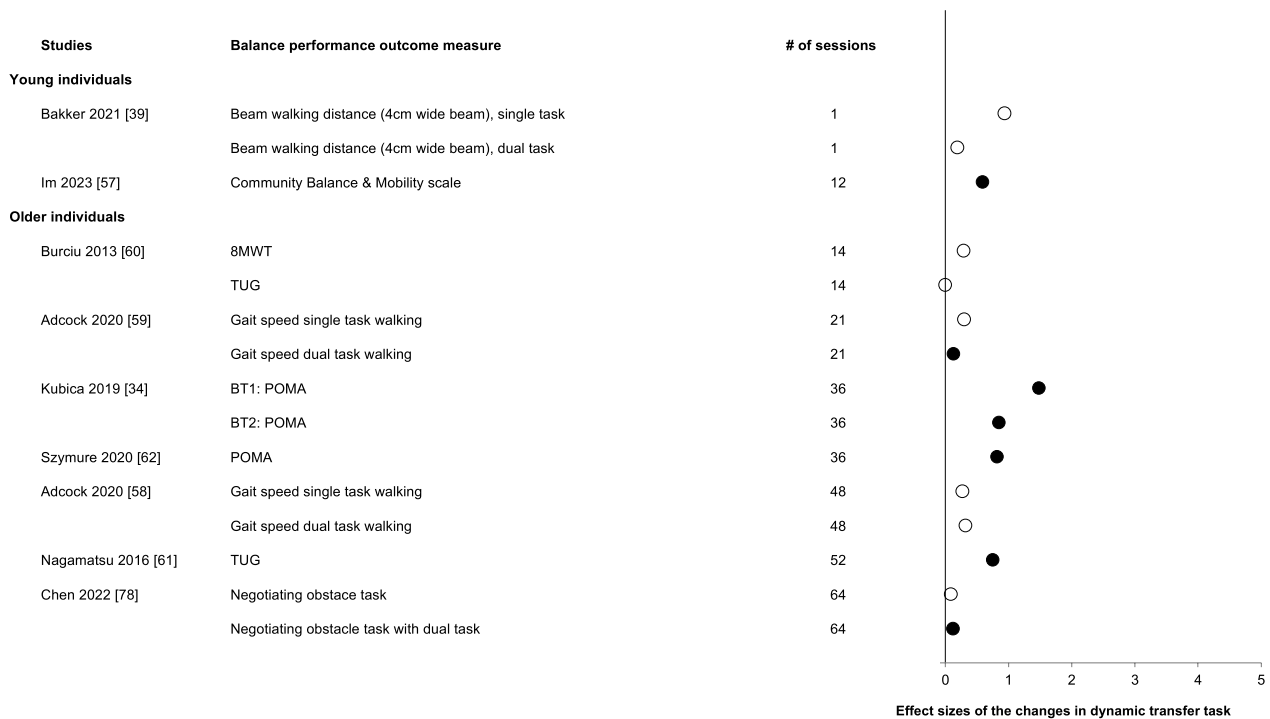 Studies Balance performance outcome measure # of sessions
Young individuals
Bakker 2021 [39] Beam walking distance (4cm wide beam), single task 1
Beam walking distance (4cm wide beam), dual task 1
Im 2023 [57] Community Balance & Mobility scale 12
Older individuals
Burciu 2013 [60] 8MWT 14
TUG 14
Adcock 2020 [59] Gait speed single task walking 21
Gait speed dual task walking 21
Kubica 2019 [34] BT1: POMA 36
BT2: POMA 36
Szymure 2020 [62] POMA 36
Adcock 2020 [58] Gait speed single task walking 48
Gait speed dual task walking 48
Nagamatsu 2016 [61] TUG 52
Chen 2022 [78] Negotiating obstace task 64
Negotiating obstacle task with dual task 64
0 1 2 3 4 5
Effect sizes of the changes in dynamic transfer task